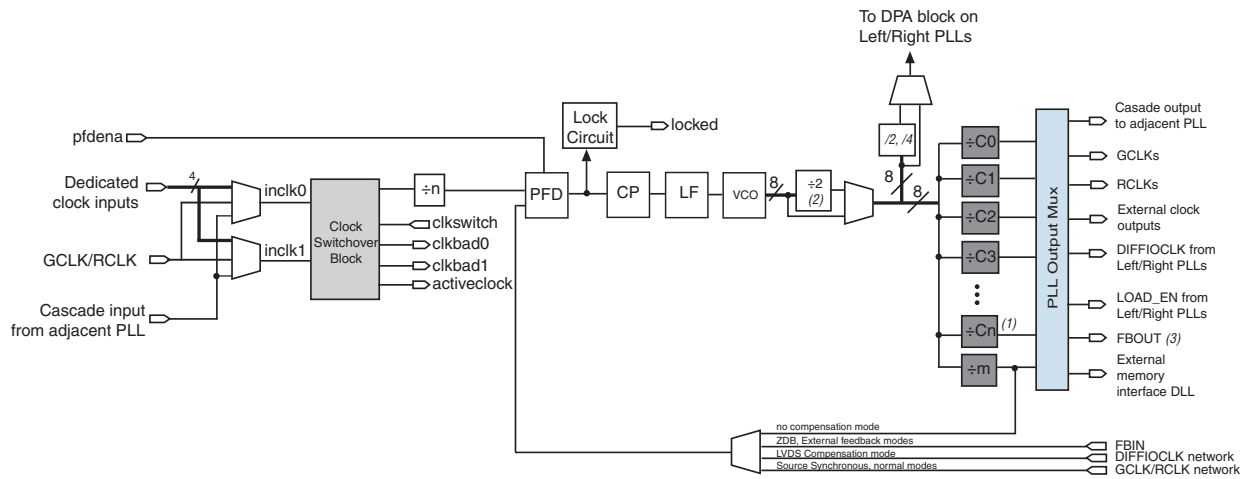 To DPA block on
Left/Right PLLs
pfdena
Lock
Circuit
locked
Casade output
to adjacent PLL
/2, /4
÷C0
GCLKs
4
Dedicated
clock inputs
inclk0
÷n
PFD
CP
LF
VCO
8
÷2
(2)
8
8
÷C1
RCLKs
Clock
Switchover
Block
clkswitch
clkbad0
clkbad1
activeclock
÷C2
External clock
outputs
inclk1
GCLK/RCLK
÷C3
DIFFIOCLK from
Left/Right PLLs
PLL Output Mux
Cascade input
from adjacent PLL
LOAD_EN from
Left/Right PLLs
÷Cn
(1)
FBOUT (3)
÷m
External
memory
interface DLL
no compensation mode
ZDB, External feedback modes
FBIN
LVDS Compensation mode
DIFFIOCLK network
Source Synchronous, normal modes
GCLK/RCLK network